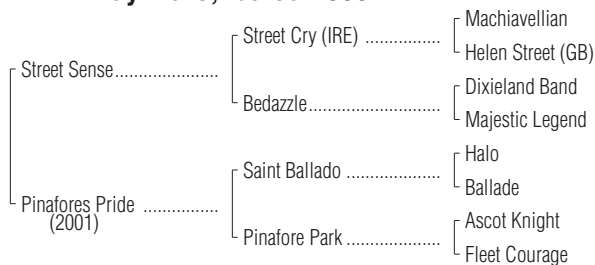 Street Sense
Pinafores Pride
(2001)
Street Cry (IRE)
Bedazzle
Saint Ballado
Pinafore Park
Machiavellian
Helen Street (GB)
Dixieland Band
Majestic Legend
Halo
Ballade
Ascot Knight
Fleet Courage